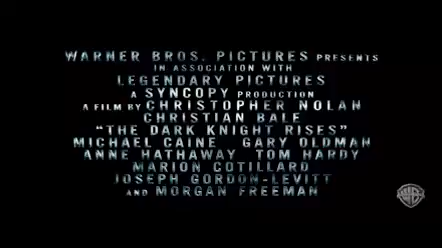 WARNER BROS. PICTURES PRESENTS
IN ASSOCIATION WITH
LEGENDARY PICTURES
A SYNCOPY PRODUCTION
A FILM BY CHRISTOPHER NOLAN
CHRISTIAN BALE
"THE DARK KNIGHT RISES"
MICHAEL CAINE GARY OLDMAN
ANNE HATHAWAY TOM HARDY
MARION COTILLARD
JOSEPH GORDON-LEVITT
AND MORGAN FREEMAN
WB